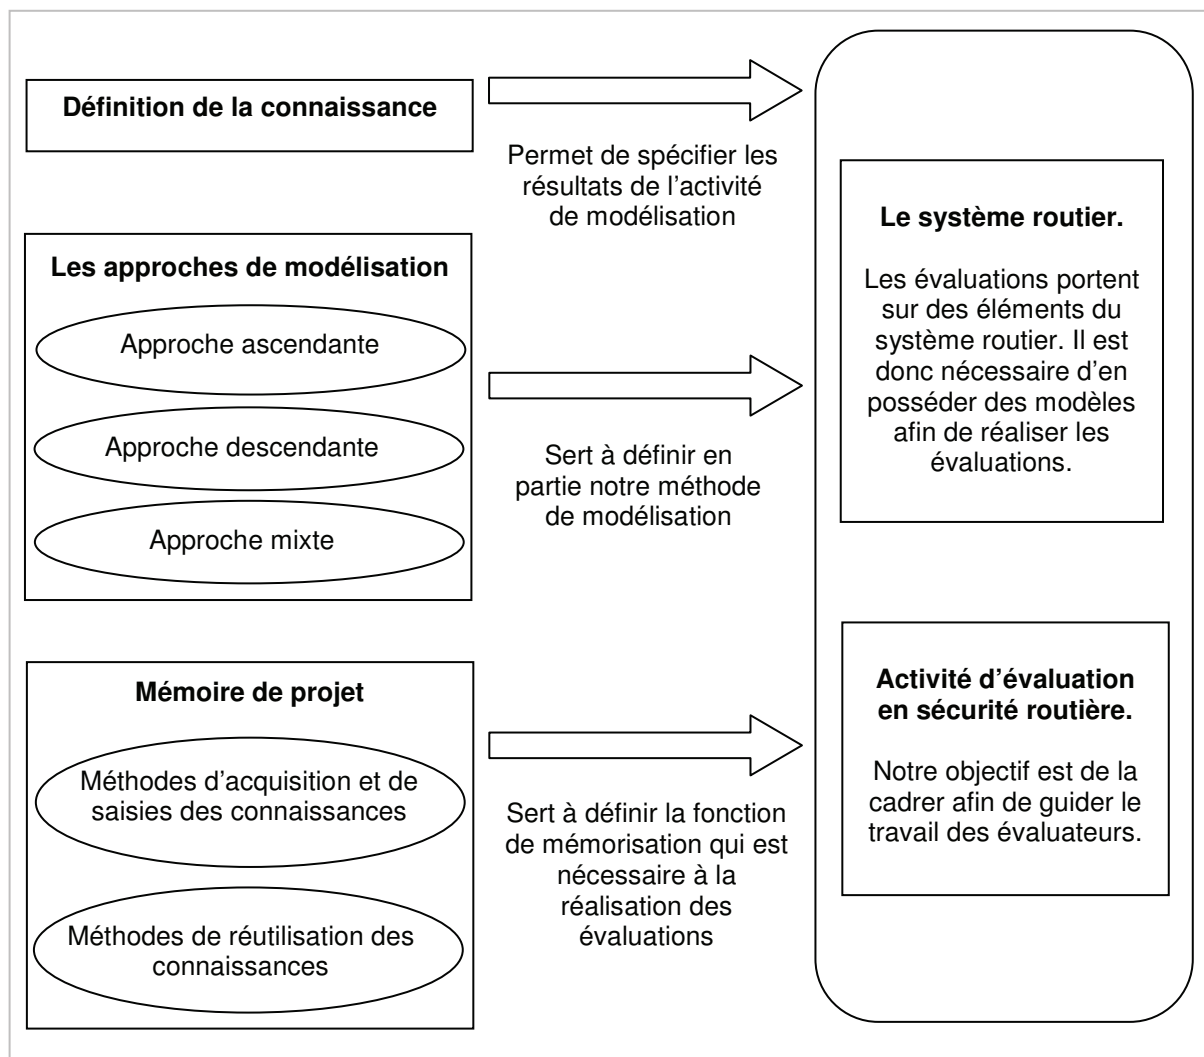 Définition de la connaissance
Permet de spécifier les
résultats de l’activité
de modélisation
Les approches de modélisation
Approche ascendante
Approche descendante
Approche mixte
Sert à définir en
partie notre méthode
de modélisation
Mémoire de projet
Méthodes d’acquisition et de
saisies des connaissances
Méthodes de réutilisation des
connaissances
Sert à définir la fonction
de mémorisation qui est
nécessaire à la
réalisation des
évaluations
Le système routier.
Les évaluations portent
sur des éléments du
système routier. Il est
donc nécessaire d’en
posséder des modèles
afin de réaliser les
évaluations.
Activité d’évaluation
en sécurité routière.
Notre objectif est de la
cadrer afin de guider le
travail des évaluateurs.